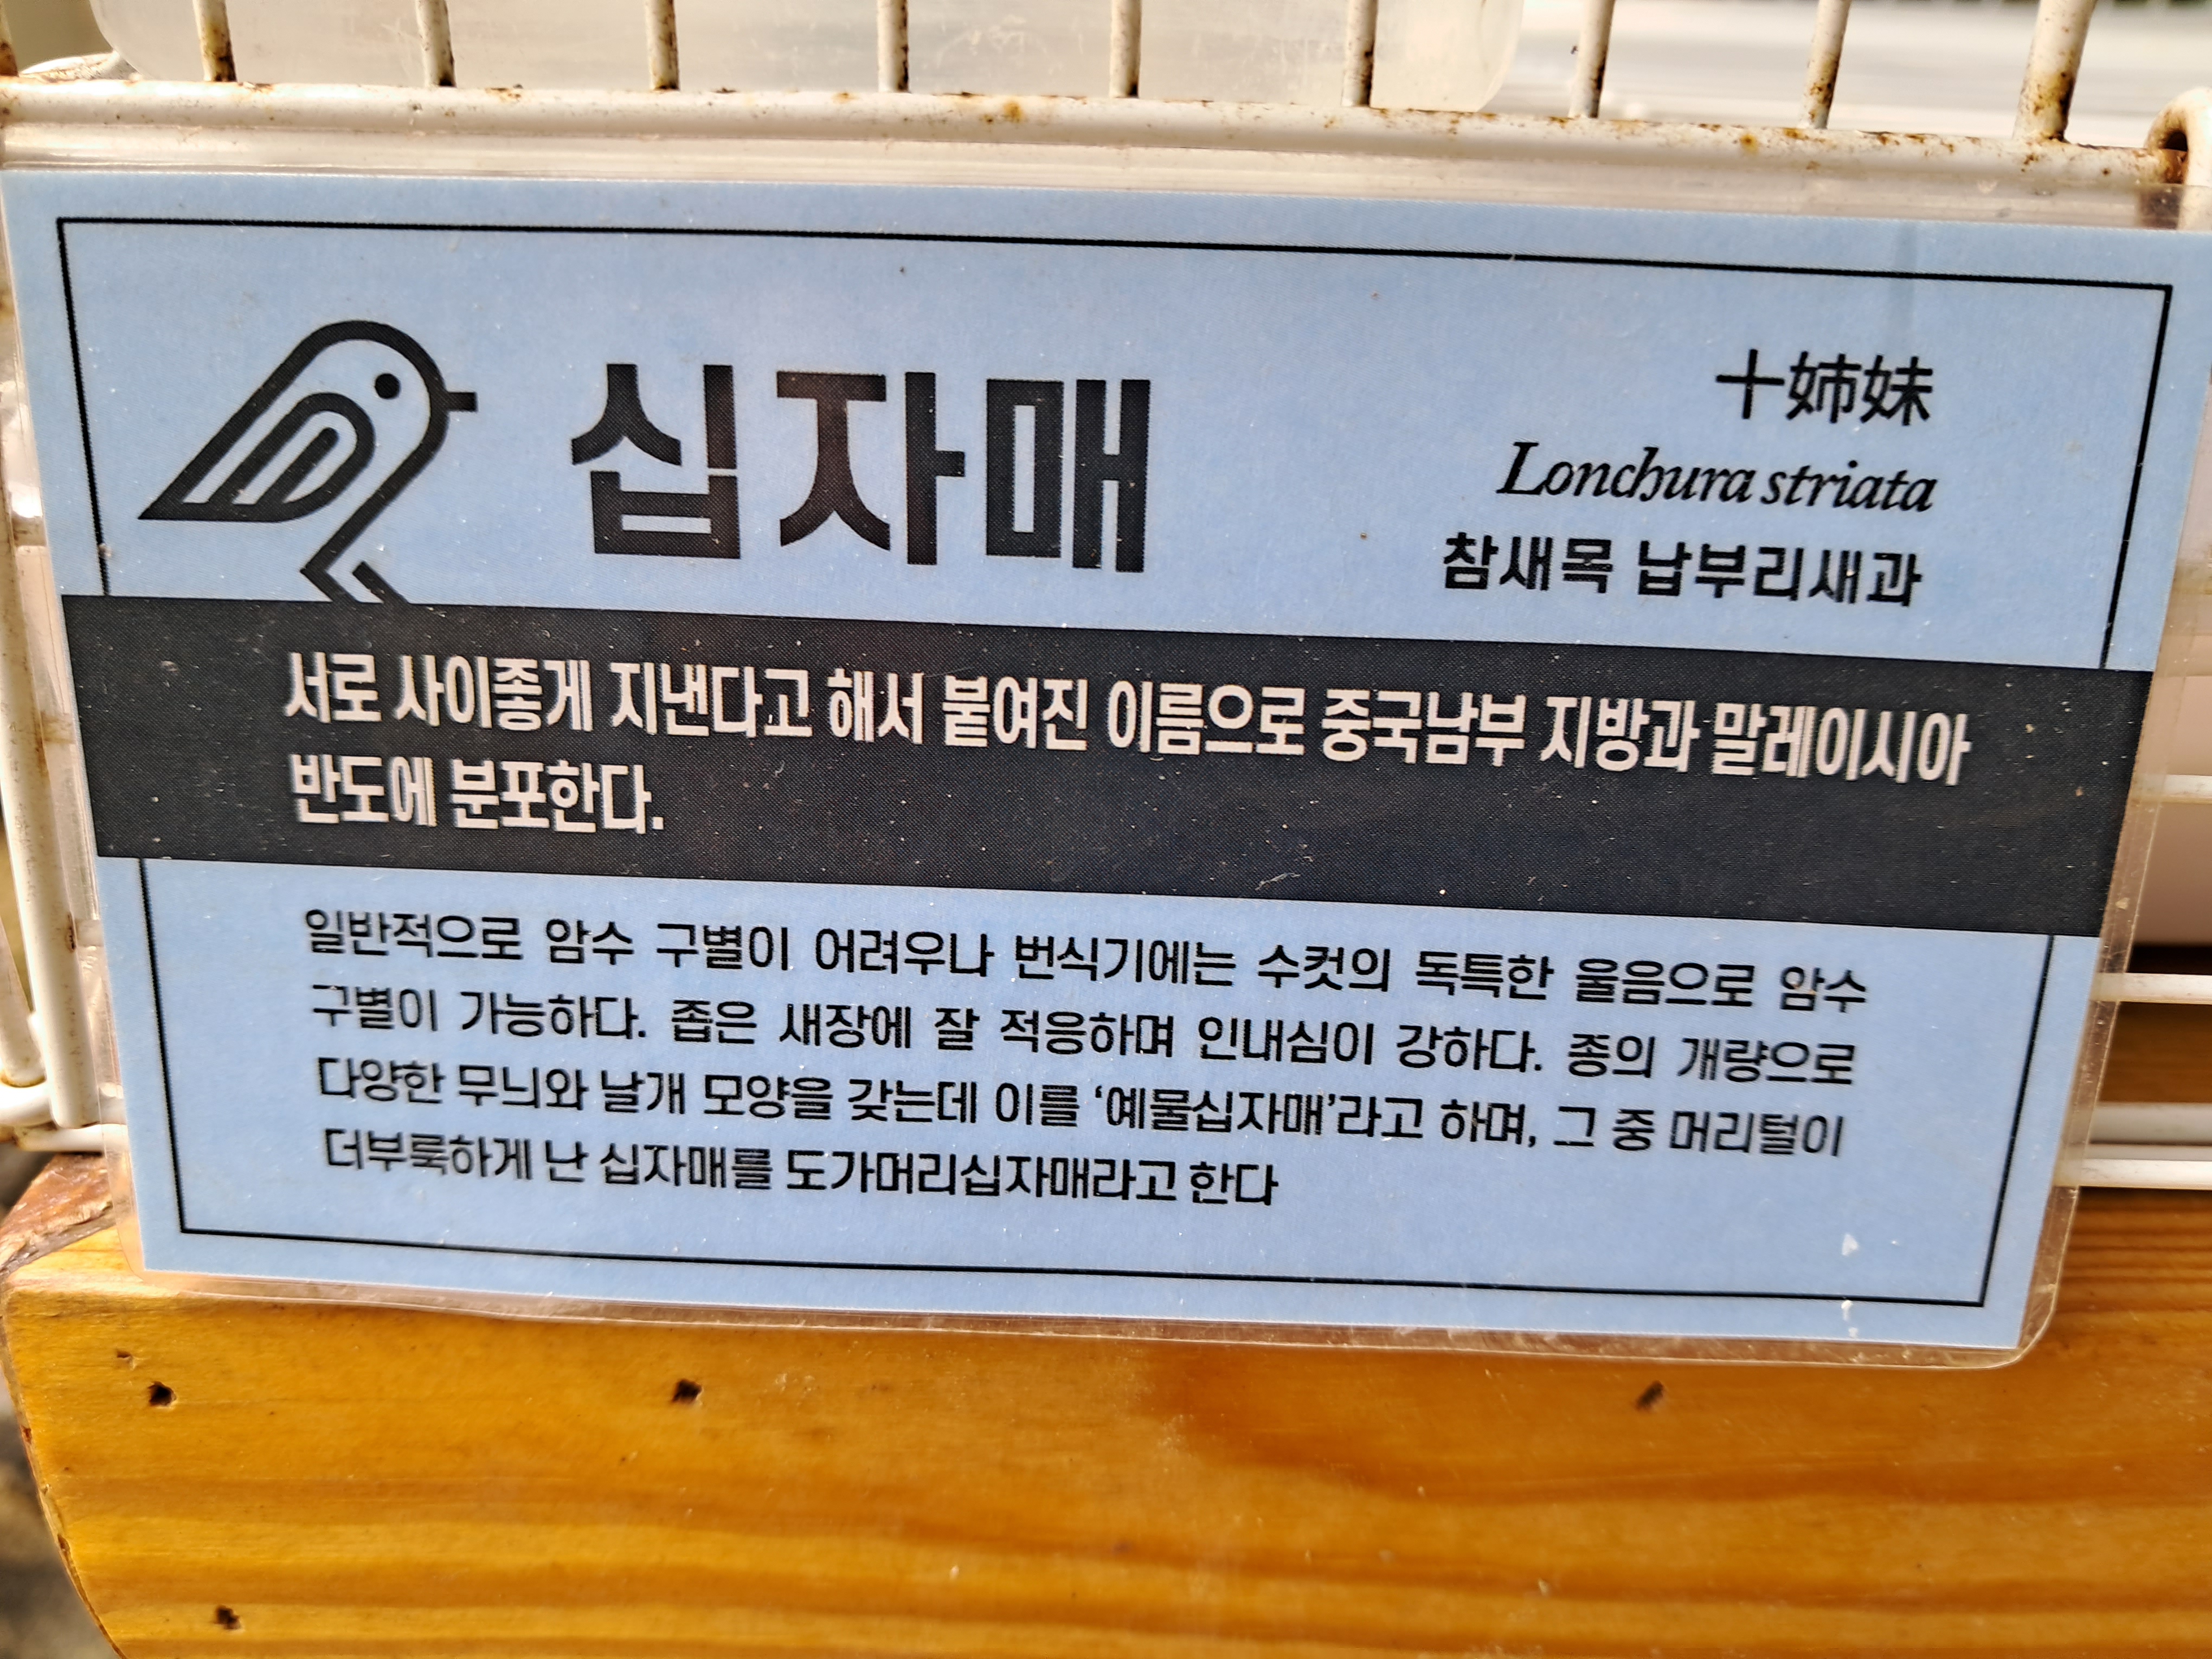 십자매
十姉妹
Lonchura striata
참새목 납부리새과
서로 사이좋게 지낸다고 해서 붙여진 이름으로 중국남부 지방과 말레이시아
반도에 분포한다.
일반적으로 암수 구별이 어려우나 번식기에는 수컷의 독특한 울음으로 암수
구별이 가능하다. 좁은 새장에 잘 적응하며 인내심이 강하다. 종의 개량으로
다양한 무늬와 날개 모양을 갖는데 이를 ‘예물십자매’라고 하며, 그 중 머리털이
더부룩하게 난 십자매를 도가머리십자매라고 한다